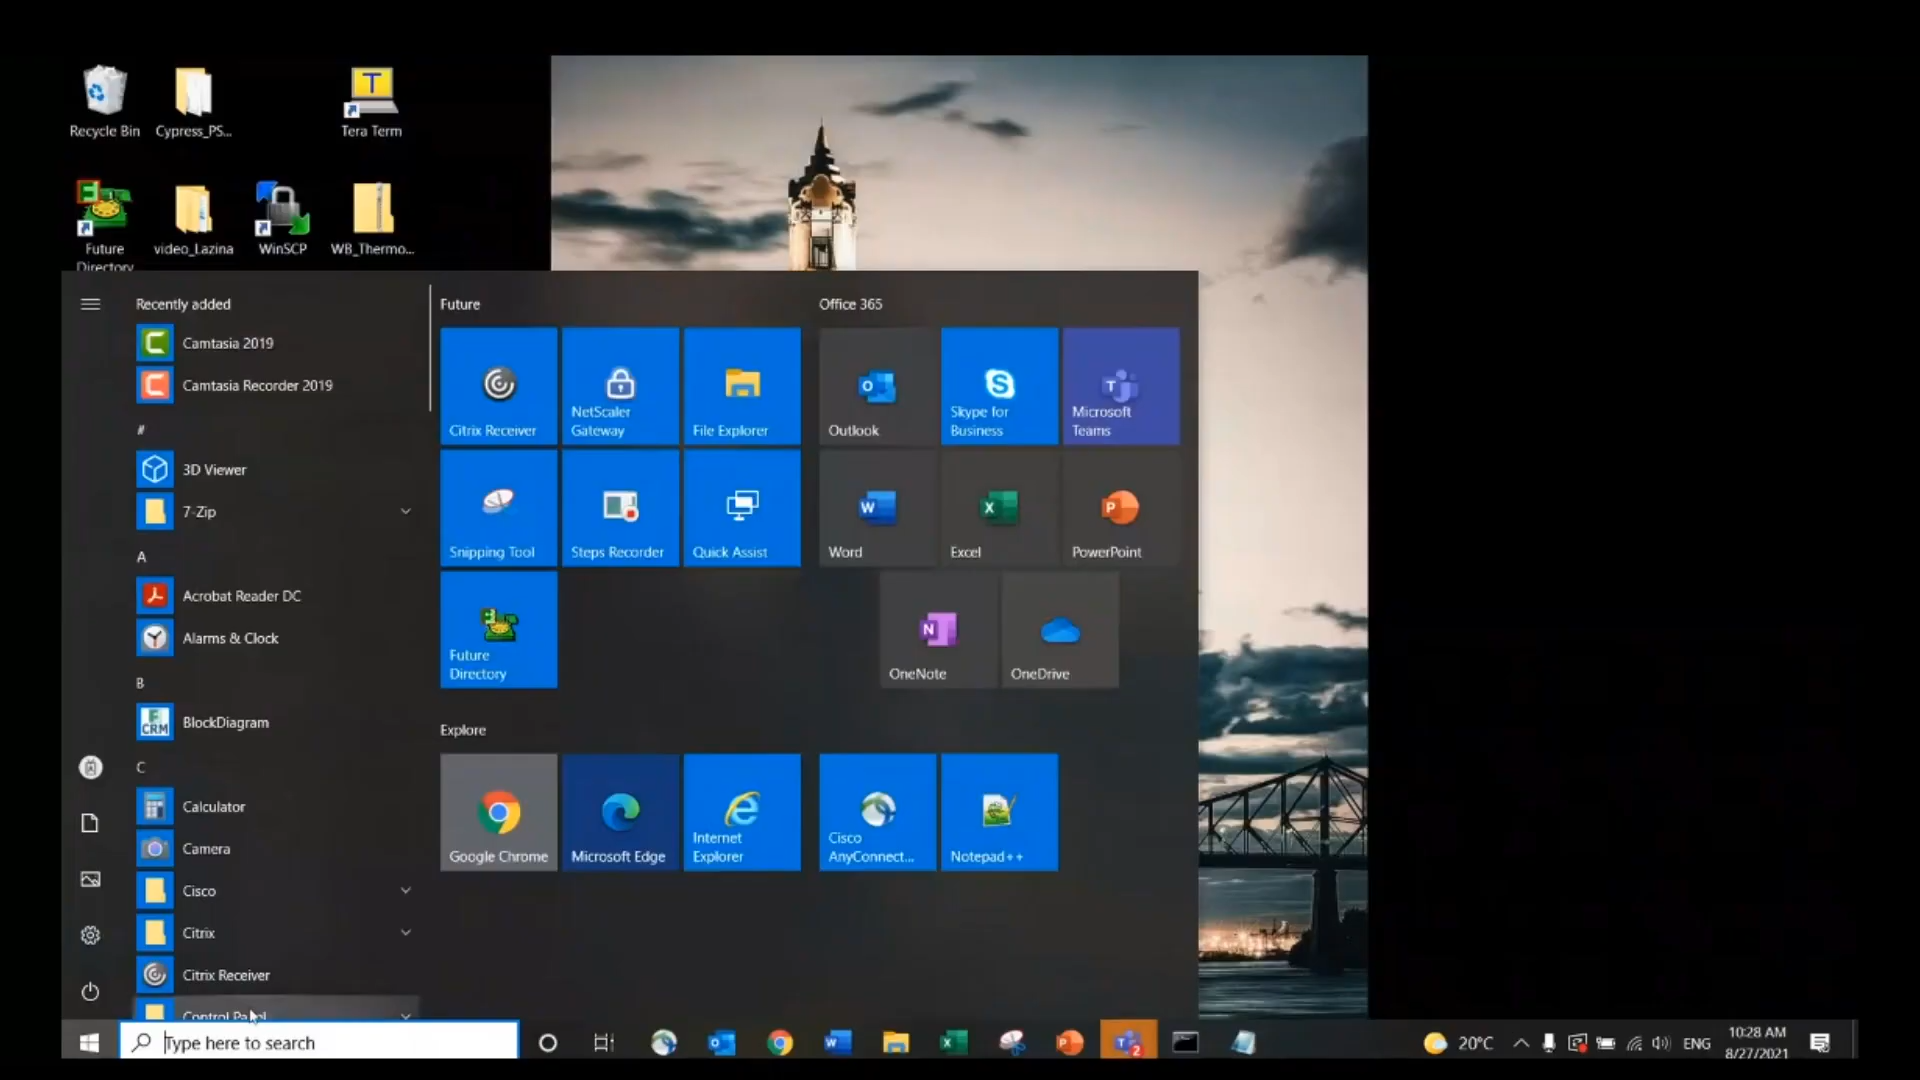 Recycle Bin
Cypress_PS...
Tera Term
Future
Directory
video_Lazina
WinSCP
WB_Thermo...
Recently added
Camtasia 2019
Camtasia Recorder 2019
#
3D Viewer
7-Zip
A
Acrobat Reader DC
Alarms & Clock
B
BlockDiagram
C
Calculator
Camera
Cisco
Citrix
Citrix Receiver
Control Panel
Future
Citrix Receiver
NetScaler
Gateway
File Explorer
Snipping Tool
Steps Recorder
Quick Assist
Future
Directory
Office 365
Outlook
Skype for
Business
Microsoft
Teams
Word
Excel
PowerPoint
OneNote
OneDrive
Explore
Google Chrome
Microsoft Edge
Internet
Explorer
Cisco
AnyConnect...
Notepad++
Type here to search
20°C
ENG
10:28 AM
8/27/2021